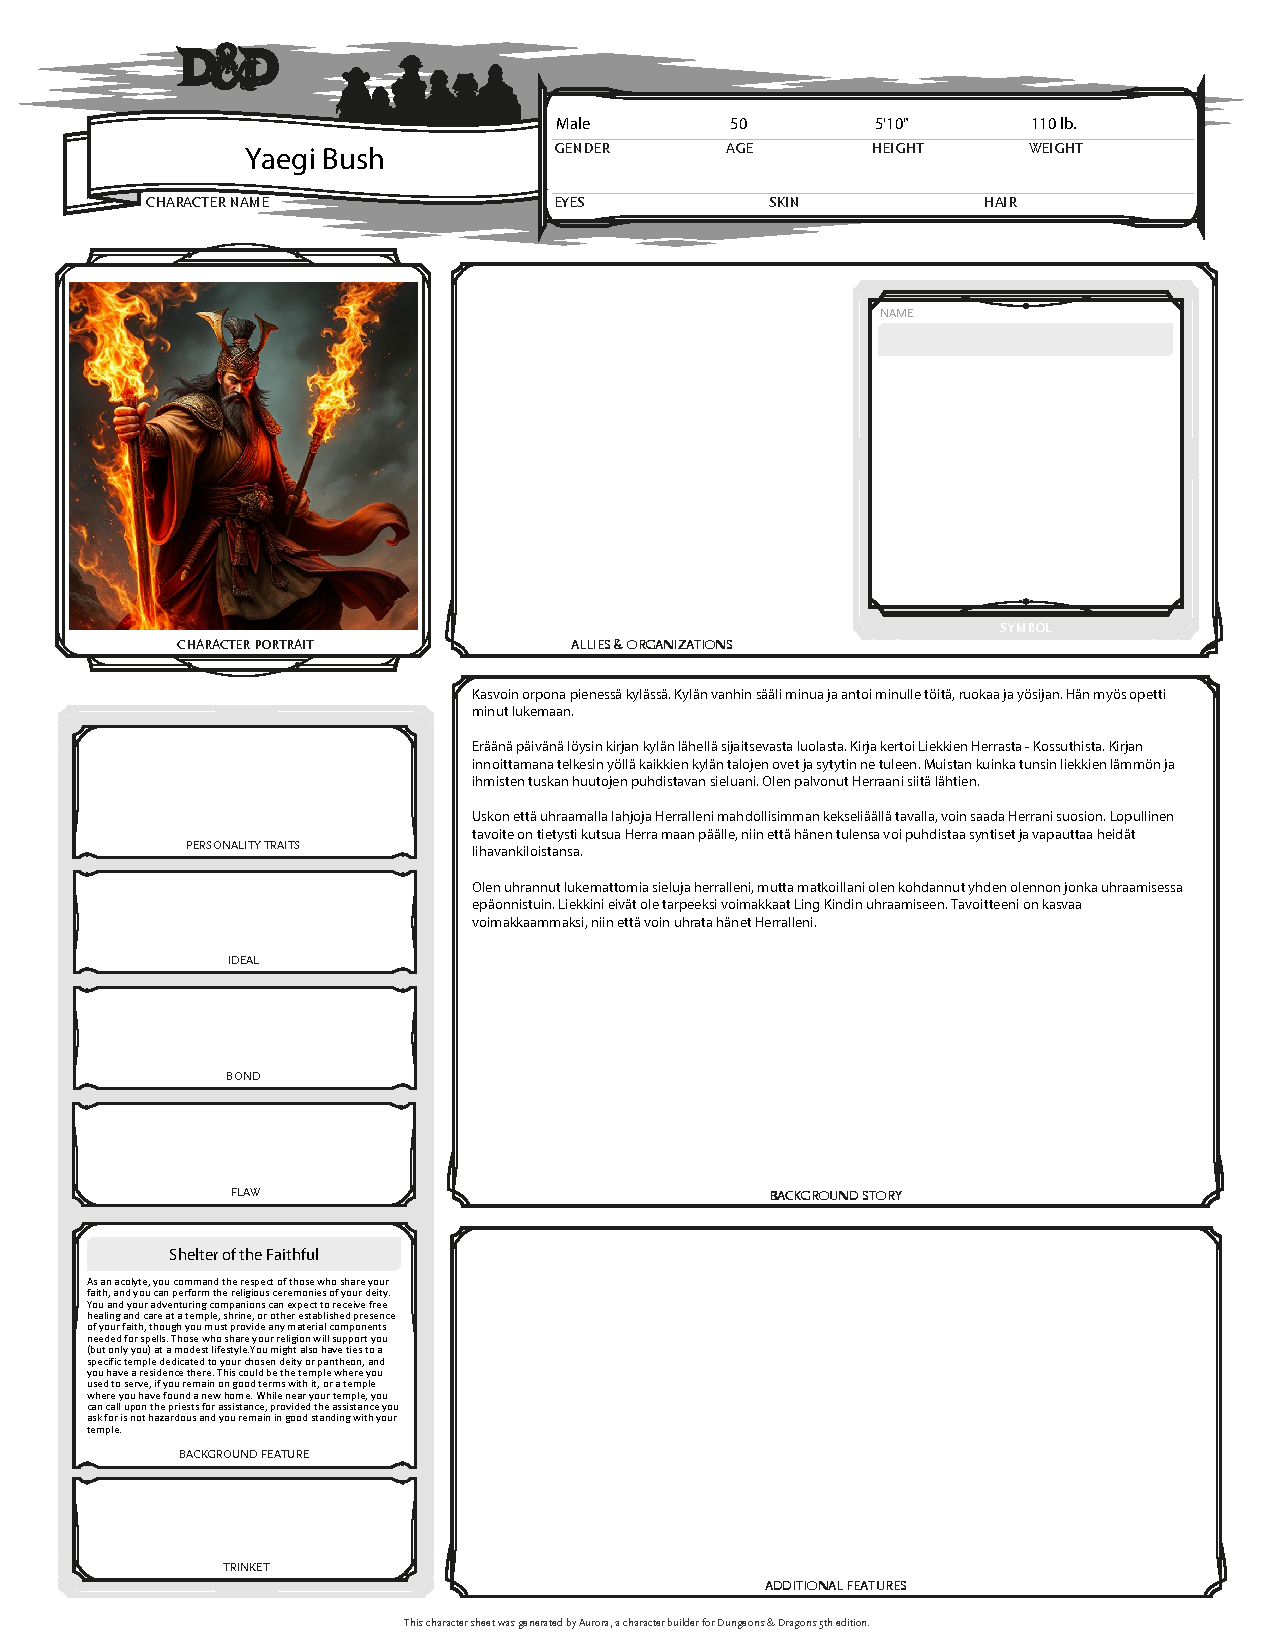 D&D
Male 50 5'10" 110 lb.
GENDER AGE HEIGHT WEIGHT
Yaegi Bush
CHARACTER NAME
EYES SKIN HAIR
CHARACTER PORTRAIT
ALLIES & ORGANIZATIONS
NAME
SYMBOL
PERSONALITY TRAITS
IDEAL
BOND
FLAW
Shelter of the Faithful
As an acolyte, you command the respect of those who share your
faith, and you can perform the religious ceremonies of your deity.
You and your adventuring companions can expect to receive free
healing and care at a temple, shrine, or other established presence
of your faith, though you must provide any material components
needed for spells. Those who share your religion will support you
(but only you) at a modest lifestyle.You might also have ties to a
specific temple dedicated to your chosen deity or pantheon, and
you have a residence there. This could be the temple where you
used to serve, if you remain on good terms with it, or a temple
where you have found a new home. While near your temple, you
can call upon the priests for assistance, provided the assistance you
ask for is not hazardous and you remain in good standing with your
temple.
BACKGROUND FEATURE
TRINKET
Kasvoin orpona pienessä kylässä. Kylän vanhin sääli minua ja antoi minulle töitä, ruokaa ja yösijan. Hän myös opetti
minut lukemaan.
Eräänä päivänä löysin kirjan kylän lähellä sijaitsevasta luolasta. Kirja kertoi Liekkien Herrasta - Kossuthista. Kirjan
innoittamana telkesin yöllä kaikkien kylän talojen ovet ja sytytin ne tuleen. Muistan kuinka tunsin liekkien lämmön ja
ihmisten tuskan huutojen puhdistavan sieluani. Olen palvonut Herraani siitä lähtien.
Uskon että uhraamalla lahjoja Herralleni mahdollisimman kekseliäällä tavalla, voin saada Herrani suosion. Lopullinen
tavoite on tietysti kutsua Herra maan päälle, niin että hänen tulensa voi puhdistaa syntiset ja vapauttaa heidät
lihavankiloistansa.
Olen uhrannut lukemattomia sieluja herralleni, mutta matkoillani olen kohdannut yhden olennon jonka uhraamisessa
epäonnistuin. Liekkini eivät ole tarpeeksi voimakkaat Ling Kindin uhraamiseen. Tavoitteeni on kasvaa
voimakkaammaksi, niin että voin uhrata hänet Herralleni.
BACKGROUND STORY
ADDITIONAL FEATURES
This character sheet was generated by Aurora, a character builder for Dungeons & Dragons 5th edition.